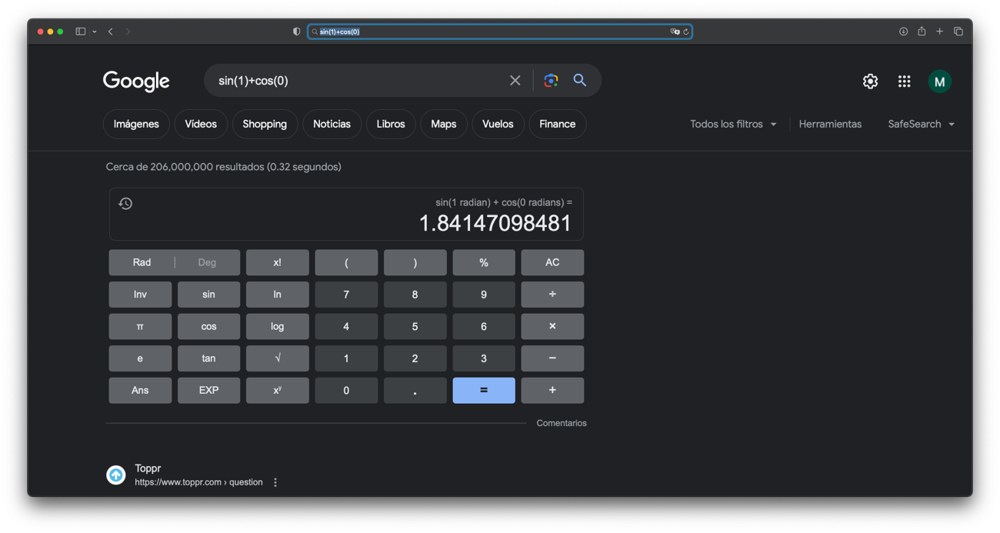 sin(1)+cos(0)
Google
sin(1)+cos(0)
M
Imágenes
Vídeos
Shopping
Noticias
Libros
Maps
Vuelos
Finance
Todos los filtros
Herramientas
SafeSearch
Cerca de 206,000,000 resultados (0.32 segundos)
sin(1 radian) + cos(0 radians) =
1.84147098481
Rad | Deg x! ( ) % AC
Inv sin ln 7 8 9 ÷
π cos log 4 5 6 ×
e tan √ 1 2 3 −
Ans EXP xʸ 0 . = +
Comentarios
Toppr
https://www.toppr.com › question